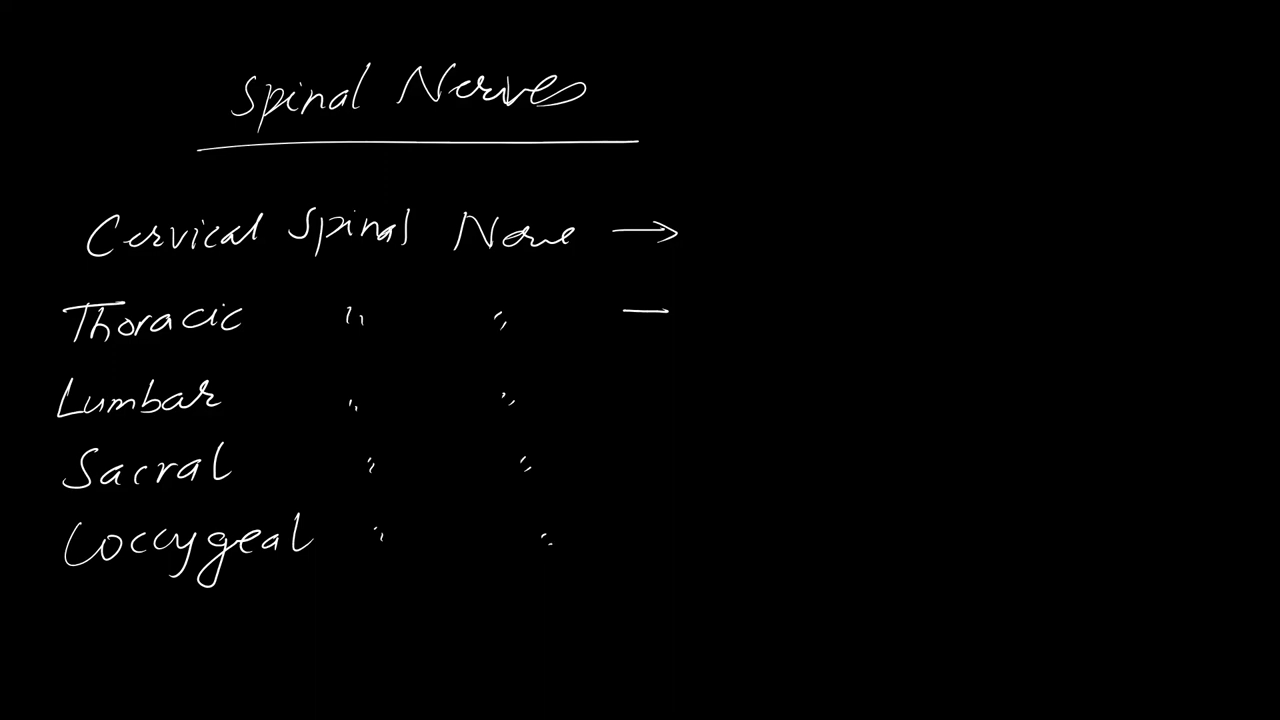 Spinal Nerves
Cervical Spinal Nerve →
Thoracic " " —
Lumbar " "
Sacral " "
Coccygeal " "